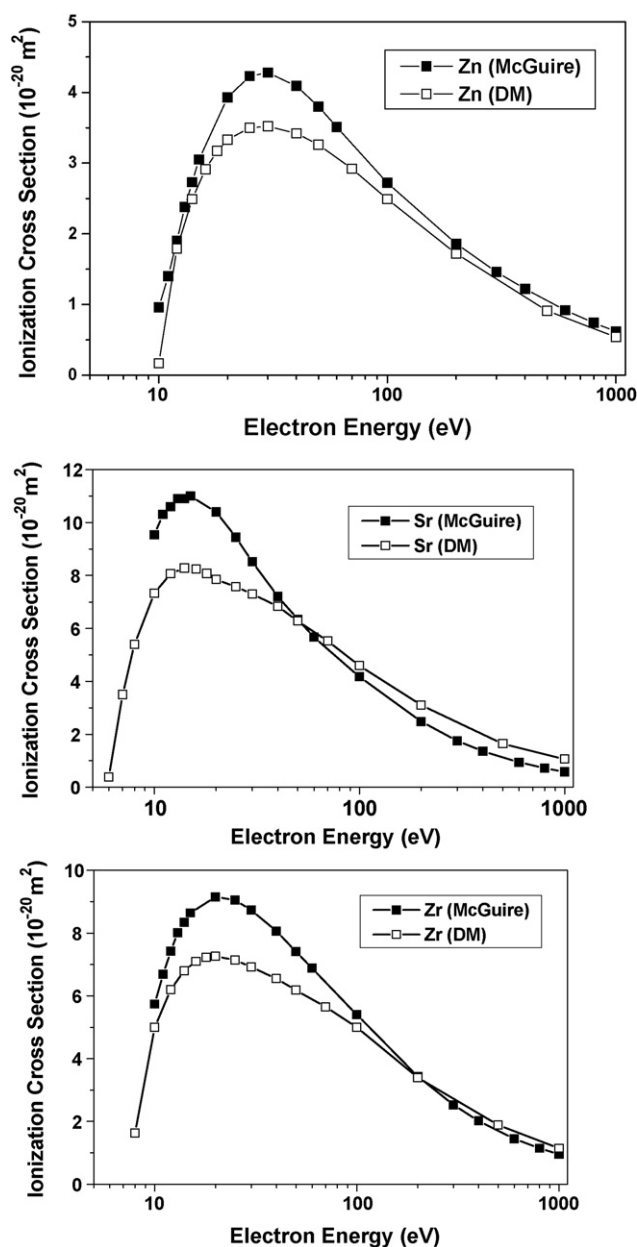 5
4
3
2
1
0
Ionization Cross Section (10⁻²⁰ m²)
Zn (McGuire)
Zn (DM)
10
100
1000
Electron Energy (eV)
12
10
8
6
4
2
0
Ionization Cross Section (10⁻²⁰ m²)
Sr (McGuire)
Sr (DM)
10
100
1000
Electron Energy (eV)
10
8
6
4
2
0
Ionization Cross Section (10⁻²⁰ m²)
Zr (McGuire)
Zr (DM)
10
100
1000
Electron Energy (eV)